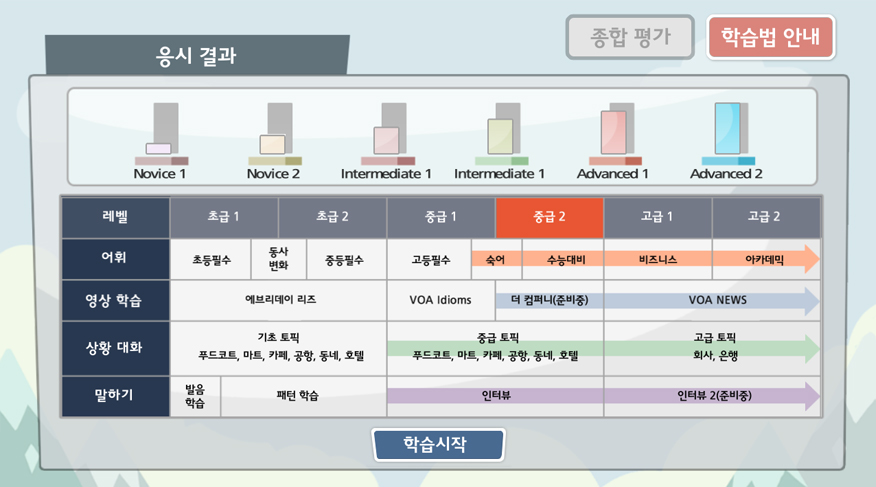 종합 평가
학습법 안내
응시 결과
Novice 1
Novice 2
Intermediate 1
Intermediate 1
Advanced 1
Advanced 2
레벨
초급 1
초급 2
중급 1
중급 2
고급 1
고급 2
어휘
초등필수
동사
변화
중등필수
고등필수
숙어
수능대비
비즈니스
아카데믹
영상 학습
에브리데이 리즈
VOA Idioms
더 컴퍼니(준비중)
VOA NEWS
상황 대화
기초 토픽
푸드코트, 마트, 카페, 공항, 동네, 호텔
중급 토픽
푸드코트, 마트, 카페, 공항, 동네, 호텔
고급 토픽
회사, 은행
말하기
발음
학습
패턴 학습
인터뷰
인터뷰 2(준비중)
학습시작